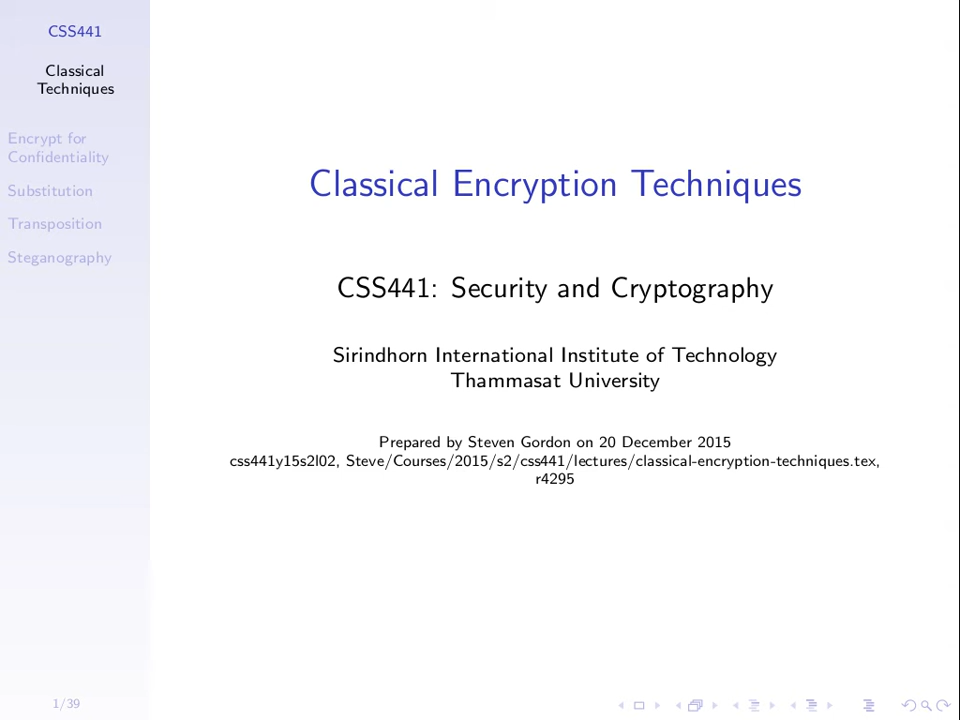 CSS441
Classical
Techniques
Encrypt for
Confidentiality
Substitution
Transposition
Steganography
1/39
Classical Encryption Techniques
CSS441: Security and Cryptography
Sirindhorn International Institute of Technology
Thammasat University
Prepared by Steven Gordon on 20 December 2015
css441y15s2l02, Steve/Courses/2015/s2/css441/lectures/classical-encryption-techniques.tex,
r4295